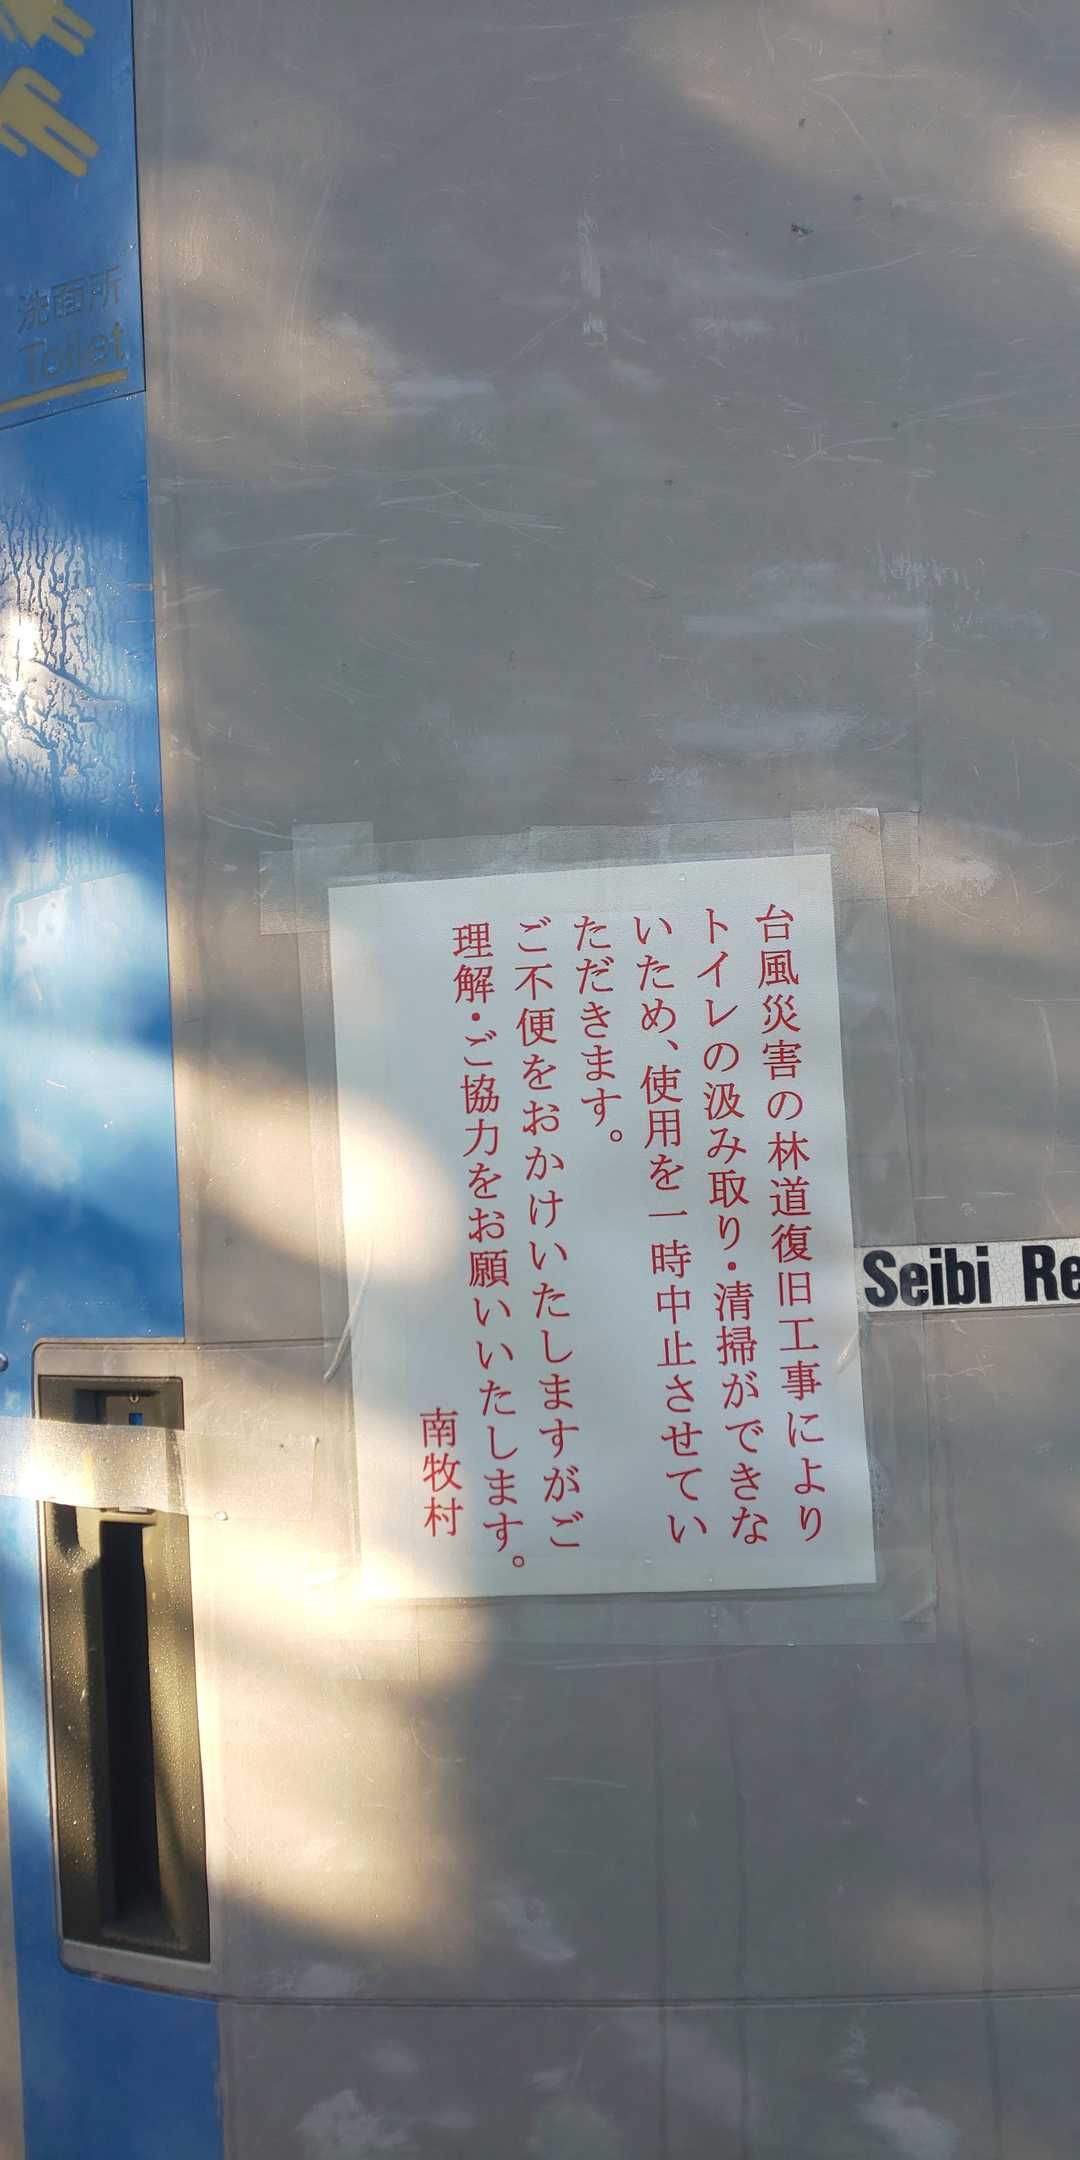 洗面所
Toilet
台風災害の林道復旧工事により
トイレの汲み取り・清掃ができな
いため、使用を一時中止させてい
ただきます。
ご不便をおかけいたしますがご
理解・ご協力をお願いいたします。
南牧村
Seibi Re